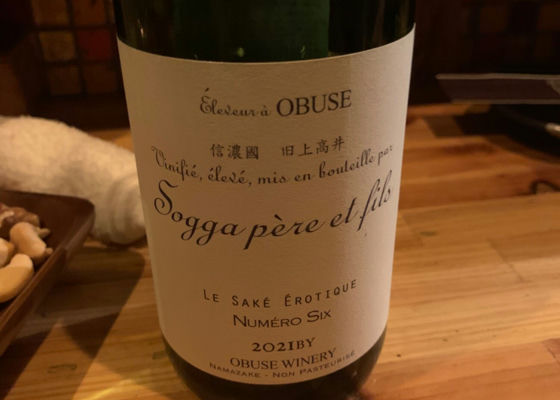 Éleveur à OBUSE
信濃國 旧上高井
Vinifié, élevé, mis en bouteille par
Sogga père et fils
LE SAKÉ ÉROTIQUE
NUMÉRO SIX
2021BY
OBUSE WINERY
NAMAZAKE - NON PASTEURISÉ